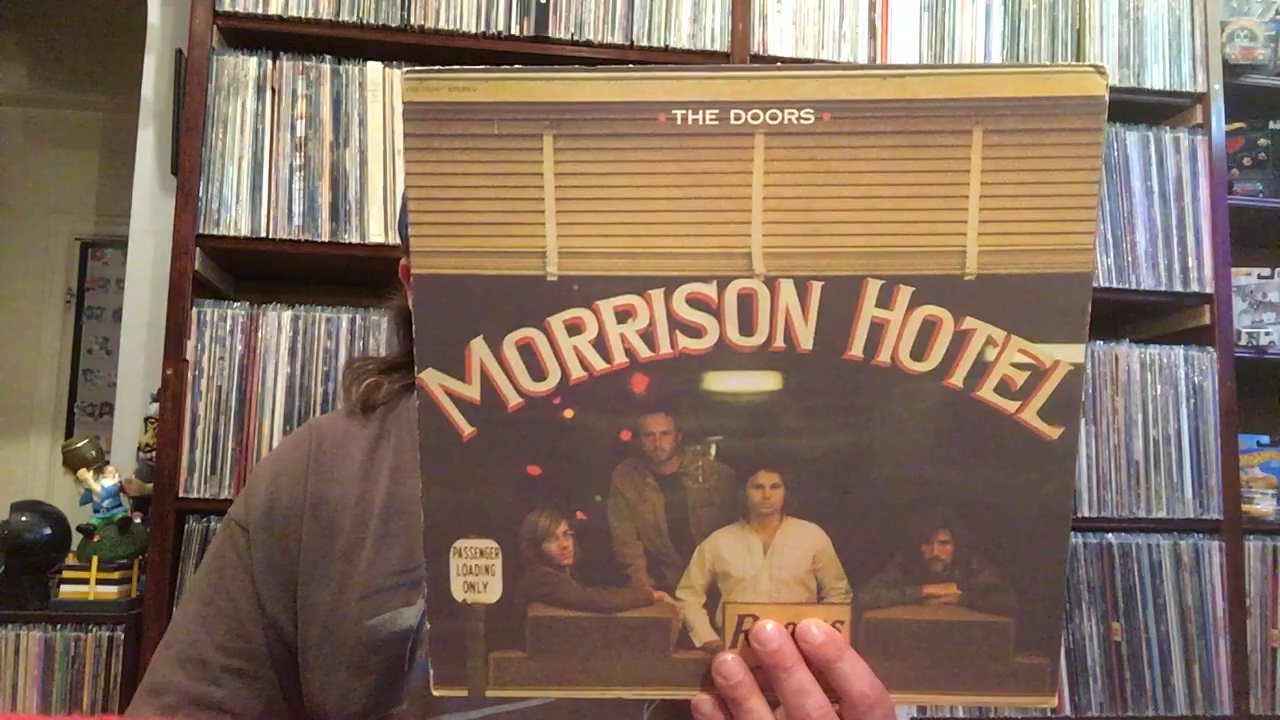 THE DOORS
MORRISON HOTEL
PASSENGER
LOADING
ONLY